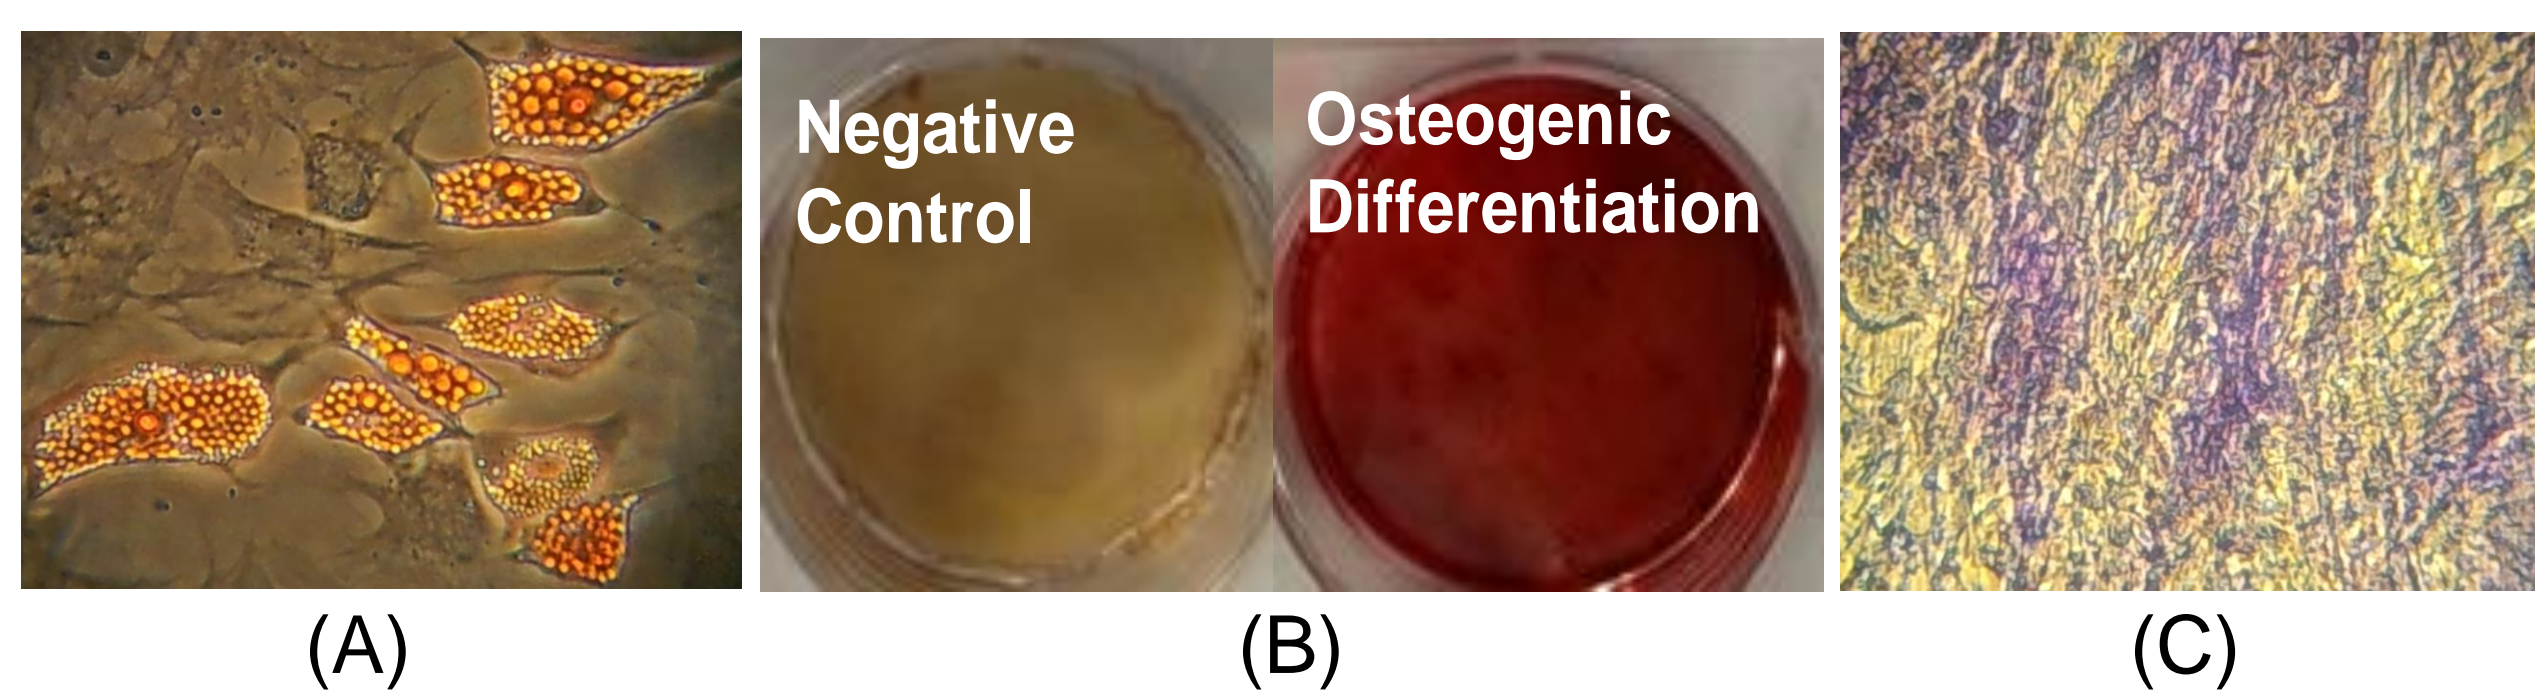 Negative
Control
Osteogenic
Differentiation
(A)
(B)
(C)